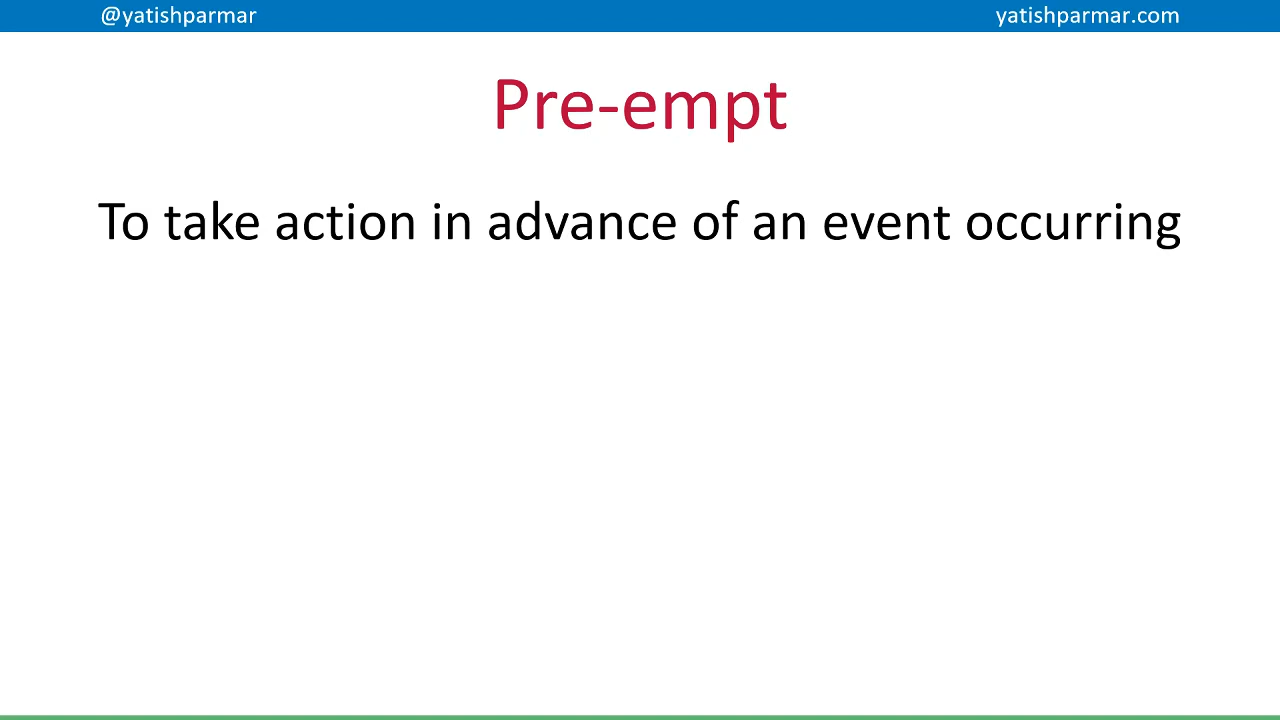 @yatishparmar
yatishparmar.com
Pre-empt
To take action in advance of an event occurring